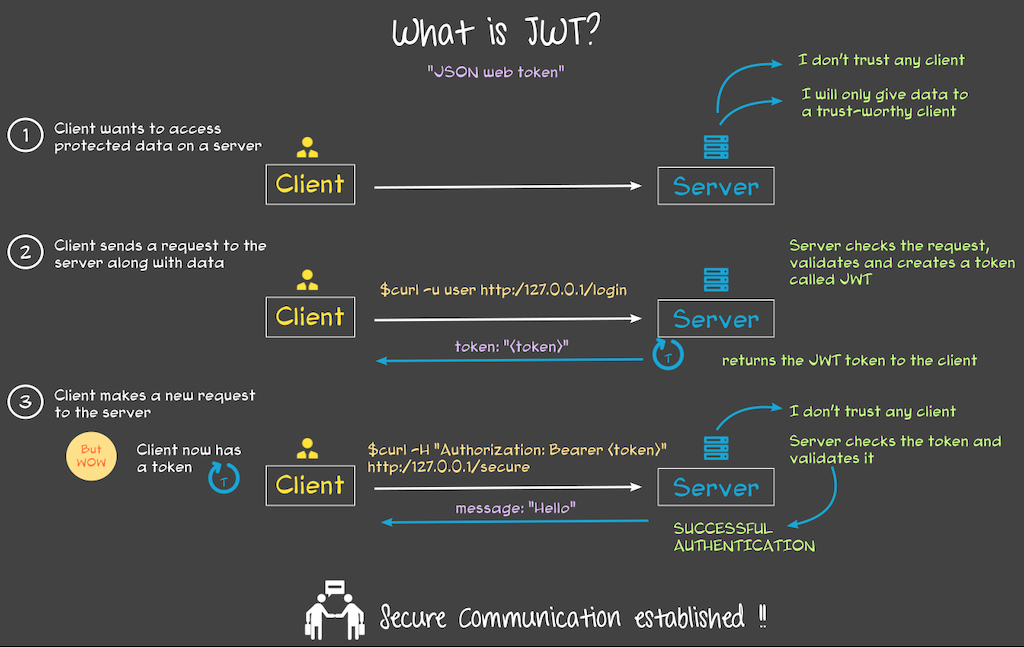 What is JWT?
"JSON web token"
I don't trust any client
I will only give data to
a trust-worthy client
1
Client wants to access
protected data on a server
Client
Server
2
Client sends a request to the
server along with data
Server checks the request,
validates and creates a token
called JWT
$curl -u user http:/127.0.0.1/login
Client
Server
token: "<token>"
T
returns the JWT token to the client
3
Client makes a new request
to the server
I don't trust any client
But
WOW
Client now has
a token
T
$curl -H "Authorization: Bearer <token>"
http:/127.0.0.1/secure
Server checks the token and
validates it
Client
Server
message: "Hello"
SUCCESSFUL
AUTHENTICATION
Secure Communication established !!